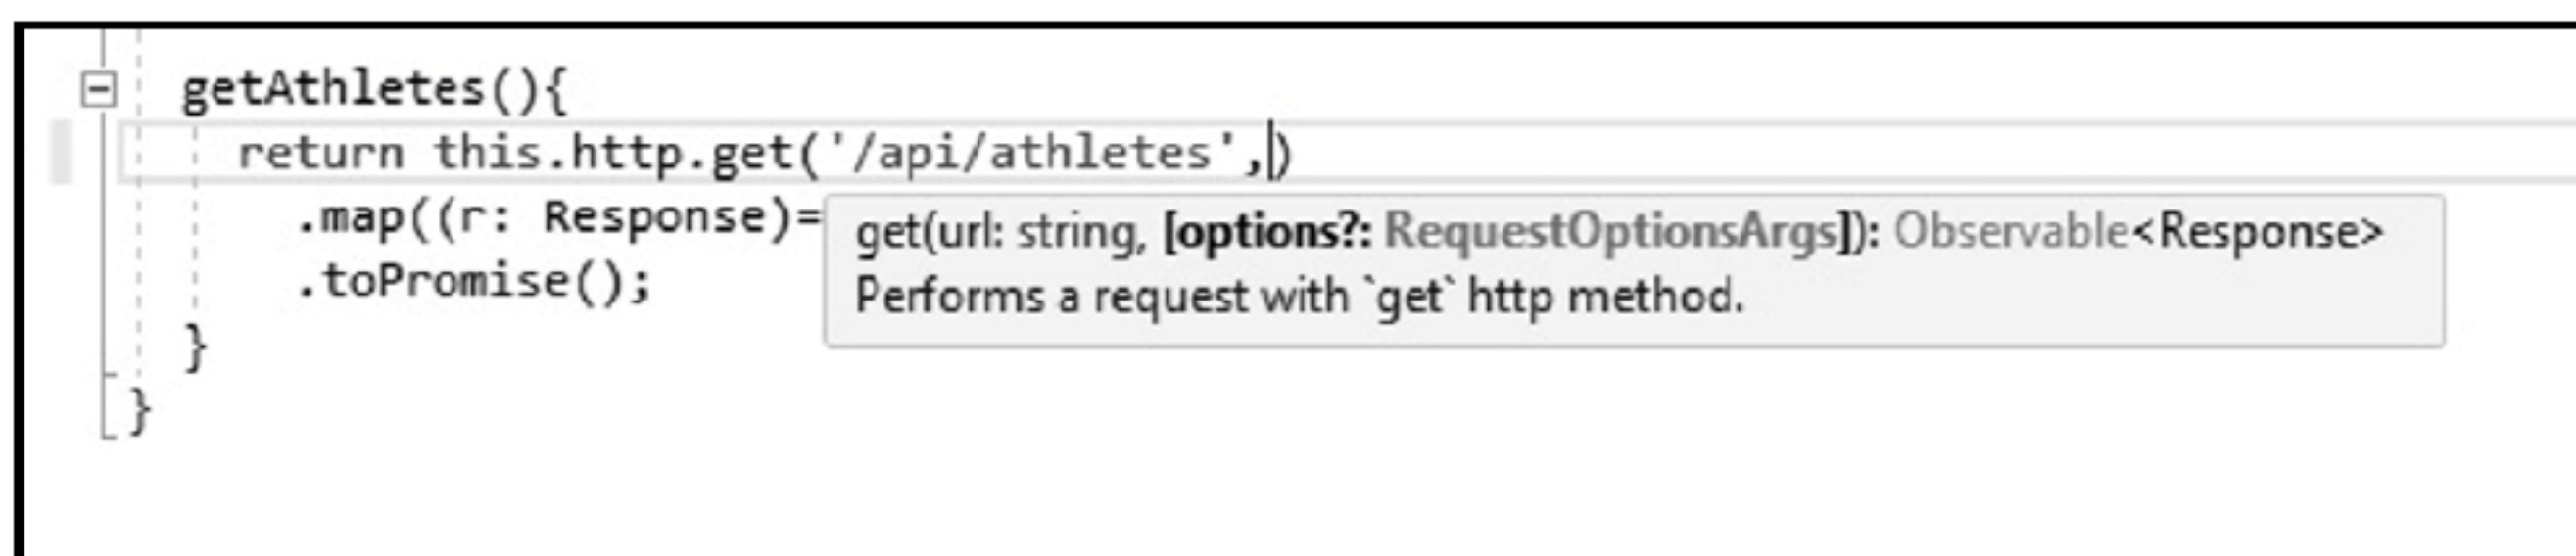 getAthletes(){
return this.http.get('/api/athletes',)
.map((r: Response)=
get(url: string, [options?: RequestOptionsArgs]): Observable<Response>
Performs a request with `get` http method.
.toPromise();
}
}